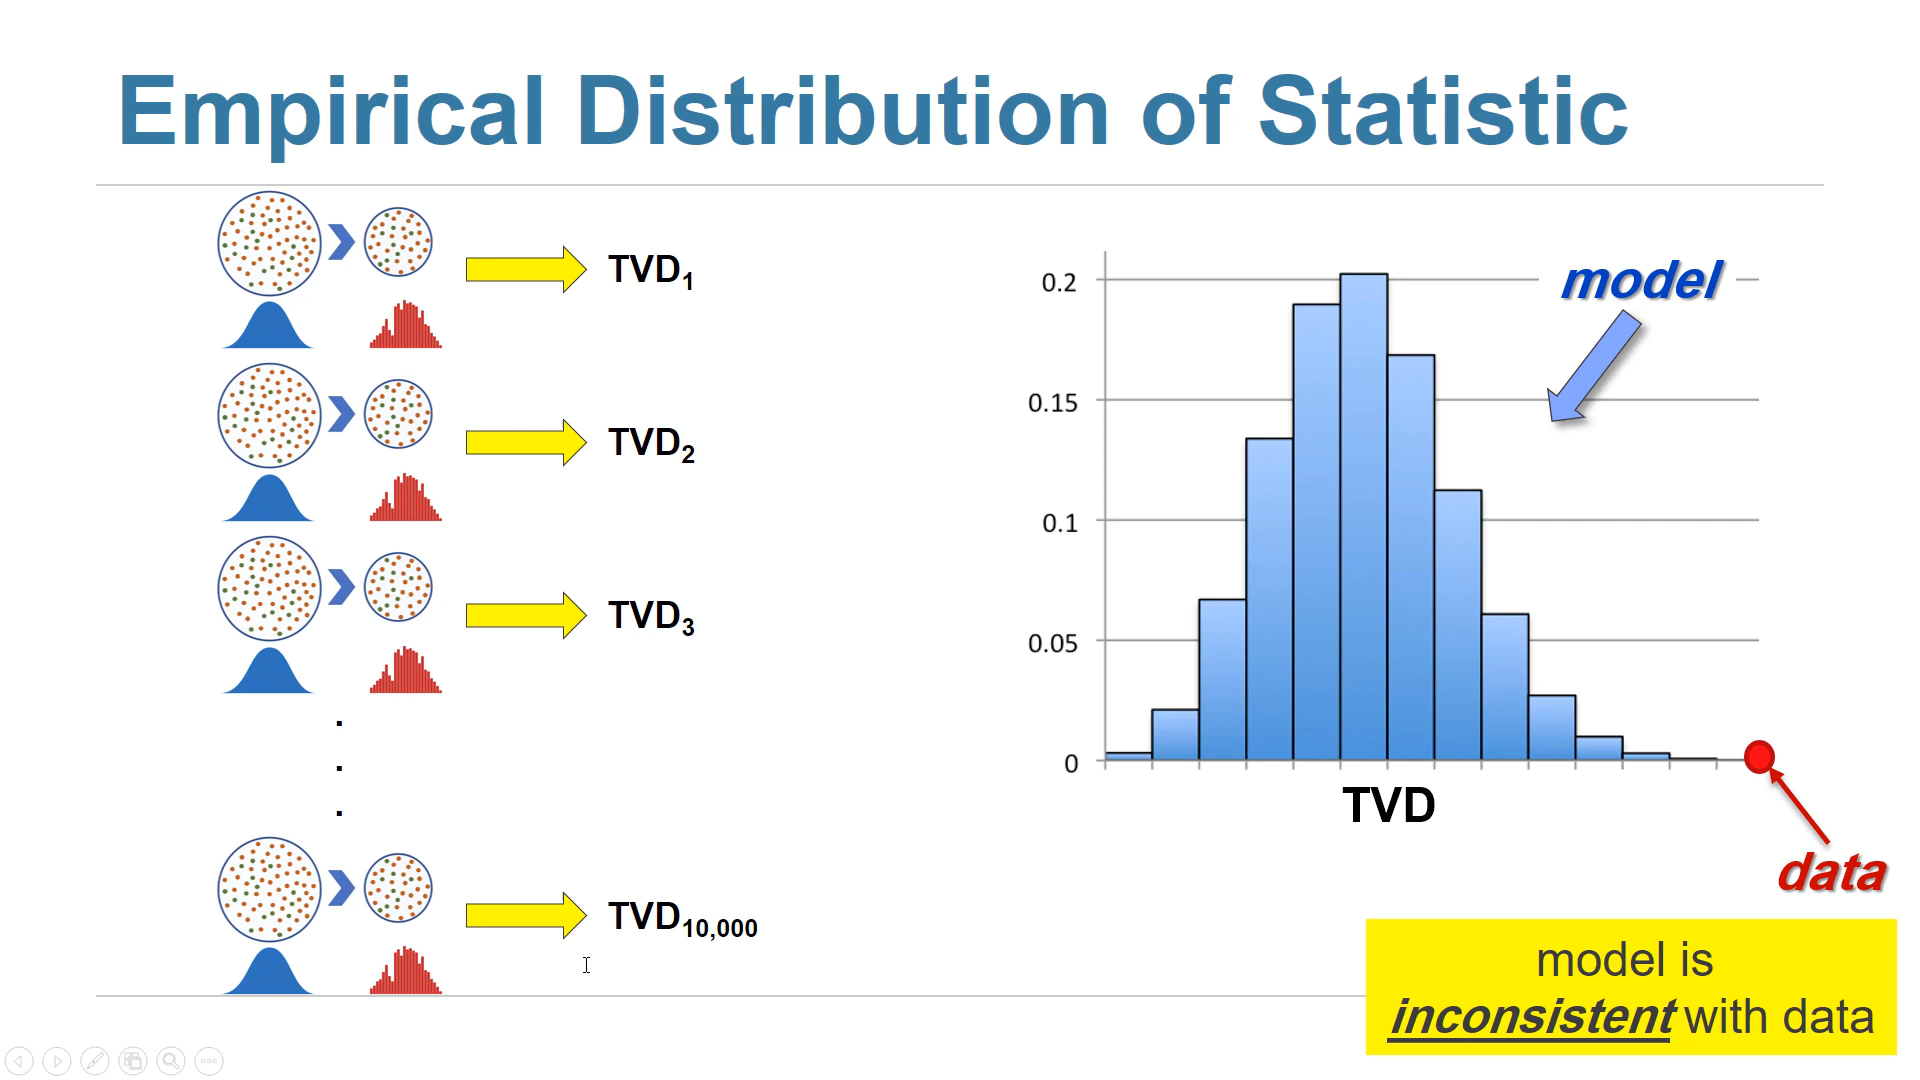 Empirical Distribution of Statistic
TVD1
TVD2
TVD3
.
.
.
TVD10,000
model
0.2
0.15
0.1
0.05
0
TVD
data
model is
inconsistent with data